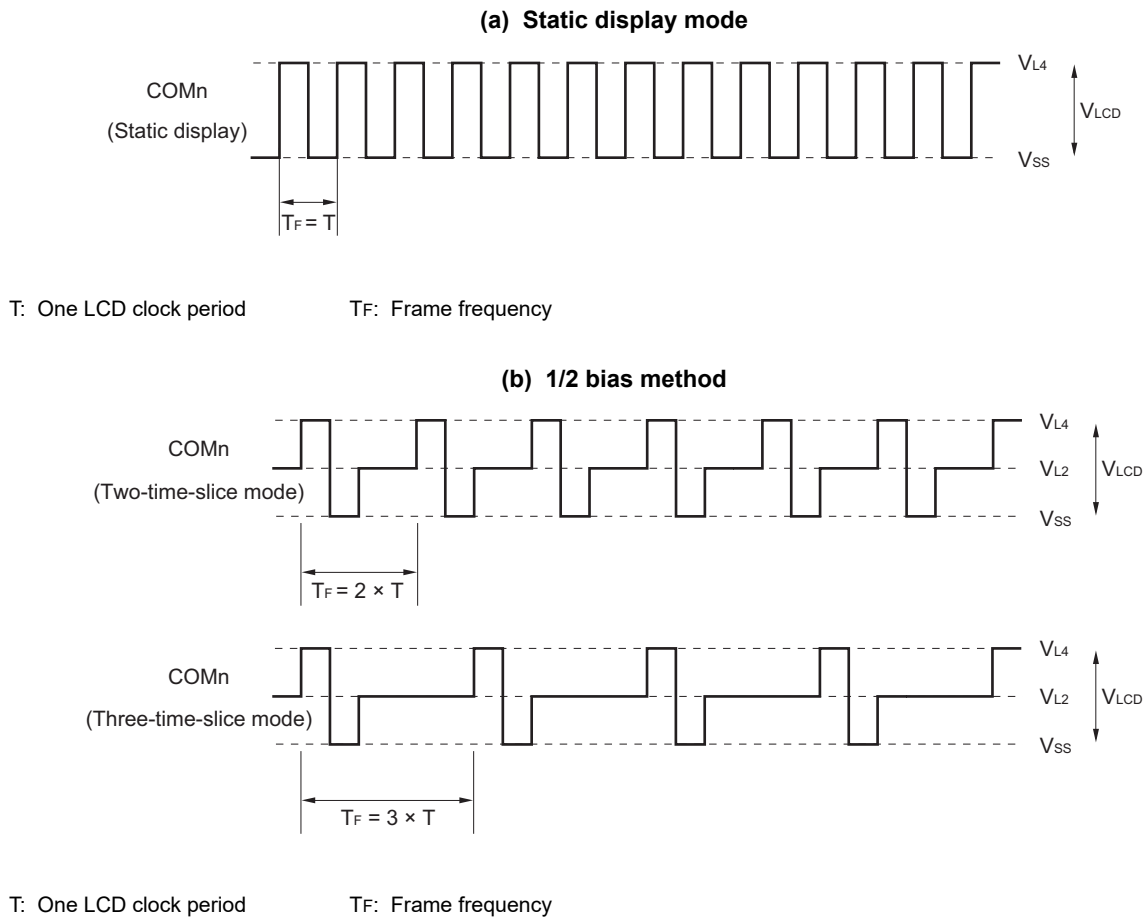 (a) Static display mode
COMn
(Static display)
VL4
VLCD
VSS
TF = T
T: One LCD clock period TF: Frame frequency
(b) 1/2 bias method
COMn
(Two-time-slice mode)
VL4
VL2
VLCD
VSS
TF = 2 × T
COMn
(Three-time-slice mode)
VL4
VL2
VLCD
VSS
TF = 3 × T
T: One LCD clock period TF: Frame frequency